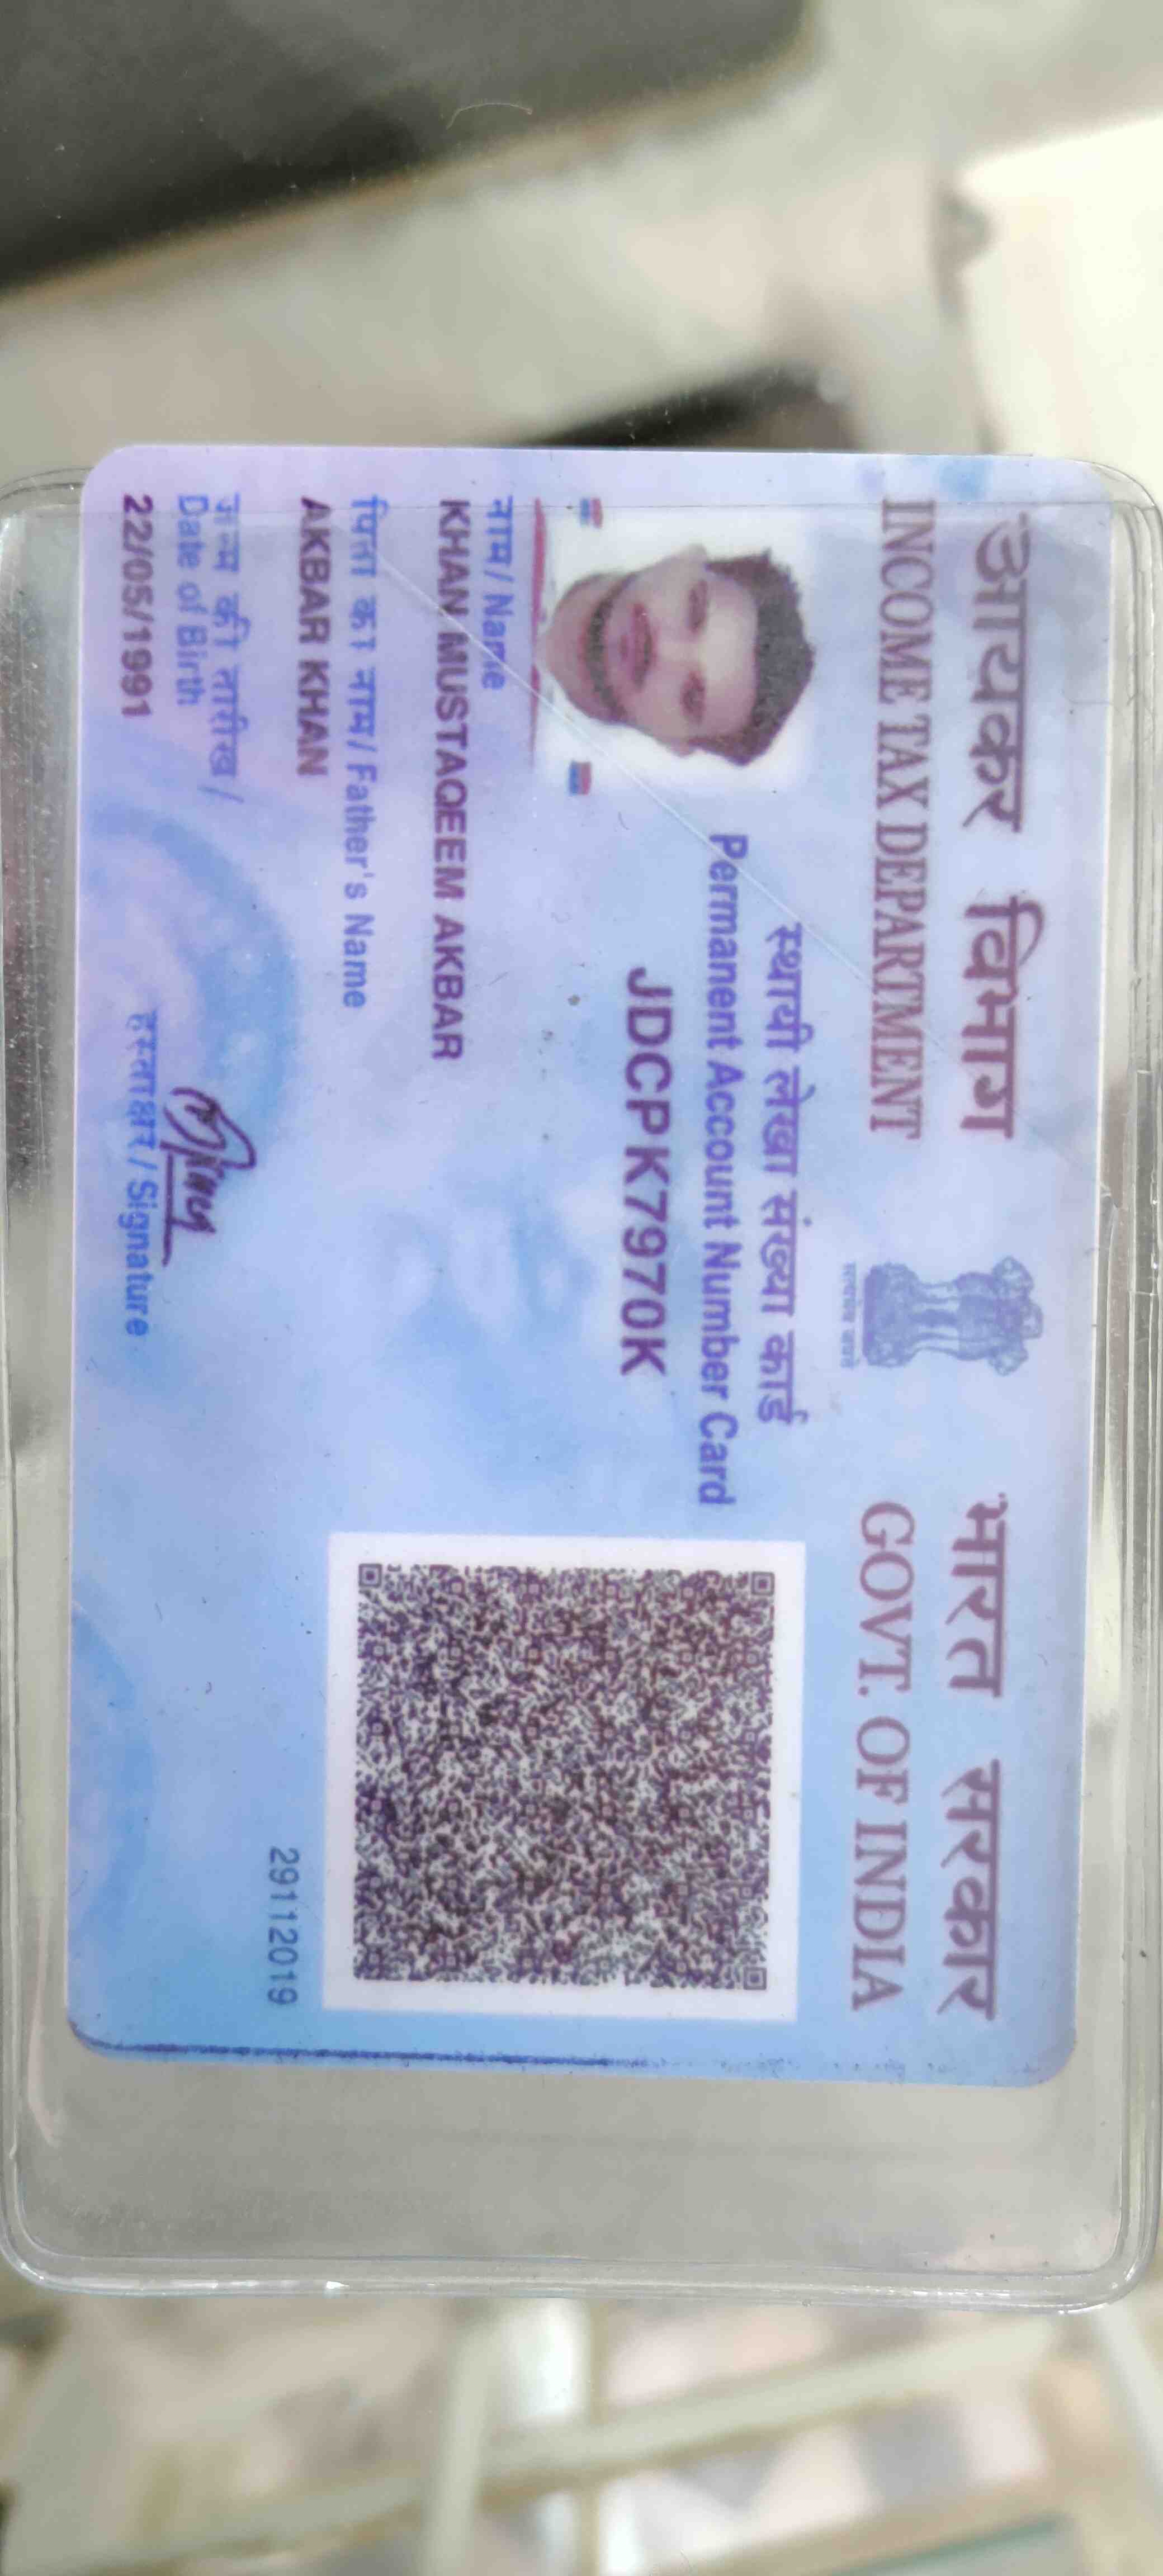 आयकर विभाग
INCOME TAX DEPARTMENT
सत्यमेव जयते
भारत सरकार
GOVT. OF INDIA
स्थायी लेखा संख्या कार्ड
Permanent Account Number Card
JDCPK7970K
नाम / Name
KHAN MUSTAQEEM AKBAR
पिता का नाम / Father's Name
AKBAR KHAN
जन्म की तारीख /
Date of Birth
22/05/1991
हस्ताक्षर / Signature
29112019